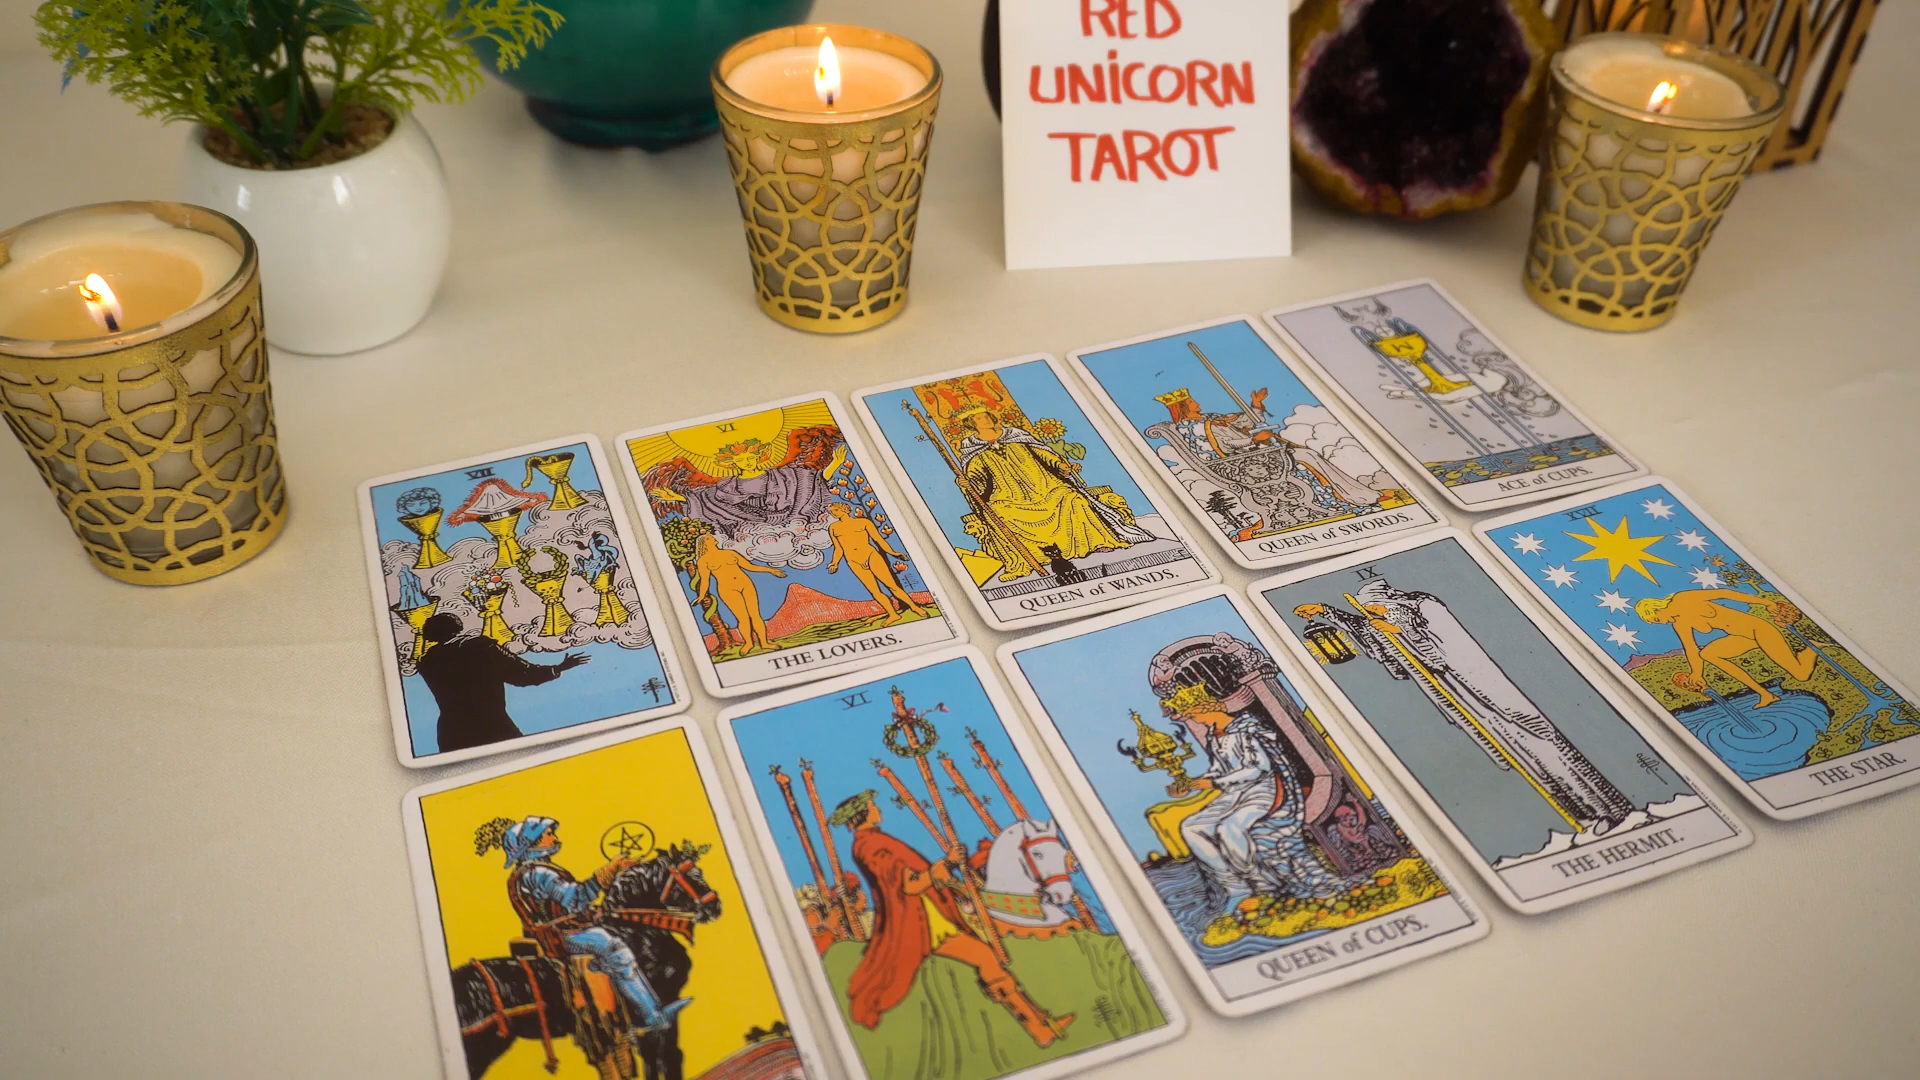 RED
UNICORN
TAROT
VII
VI
THE LOVERS.
QUEEN of WANDS.
QUEEN of SWORDS.
ACE of CUPS.
VI
QUEEN of CUPS.
IX
THE HERMIT.
XVII
THE STAR.